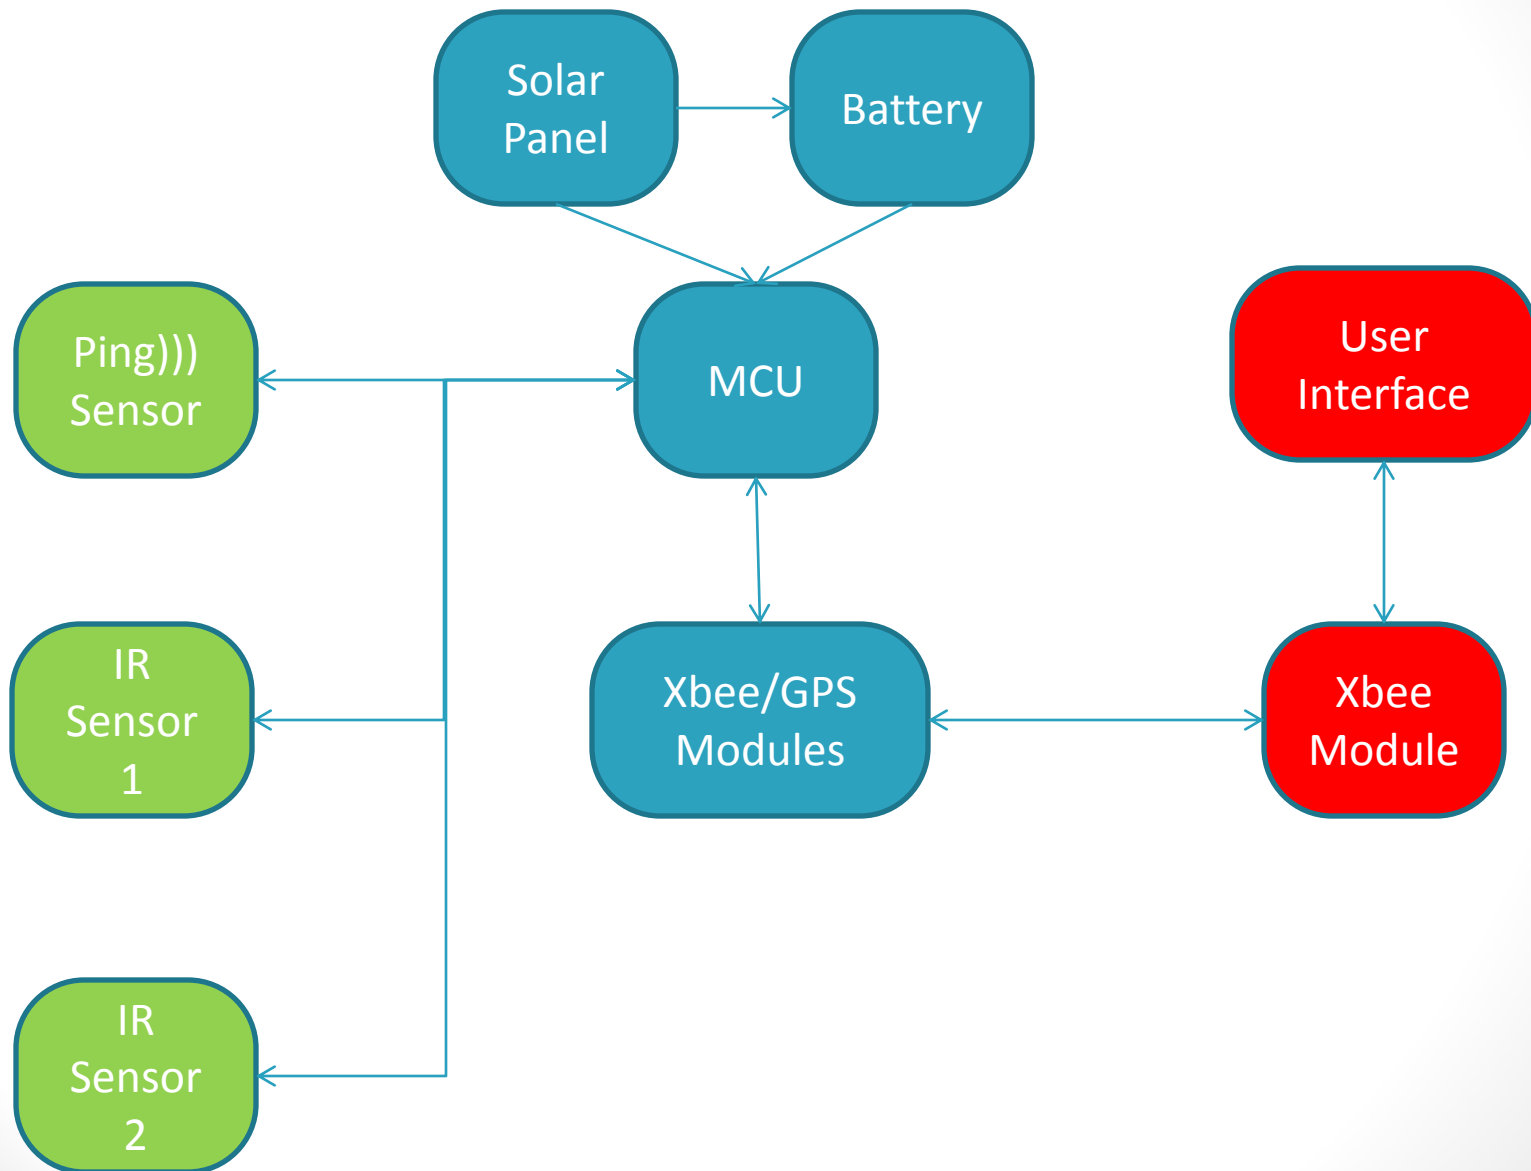 Solar
Panel
Battery
Ping)))
Sensor
MCU
User
Interface
IR
Sensor
1
Xbee/GPS
Modules
Xbee
Module
IR
Sensor
2